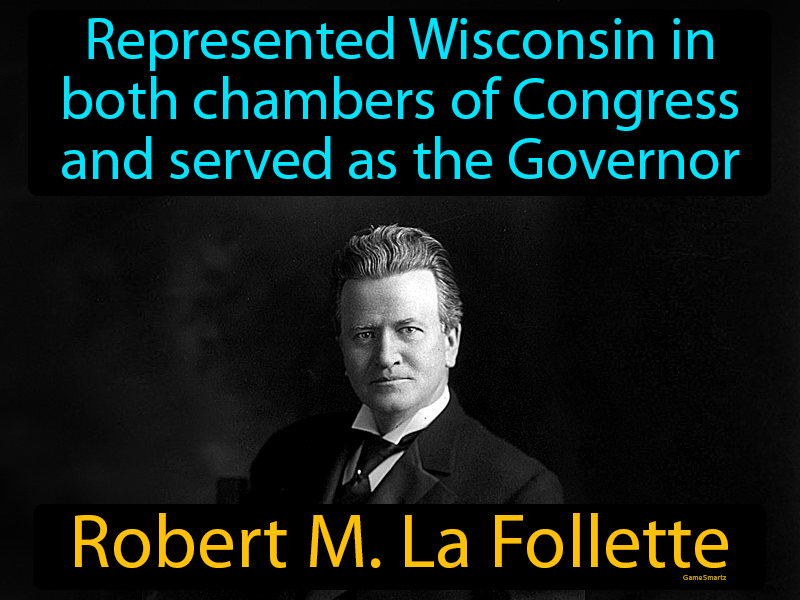 Represented Wisconsin in
both chambers of Congress
and served as the Governor
Robert M. La Follette
GameSmartz